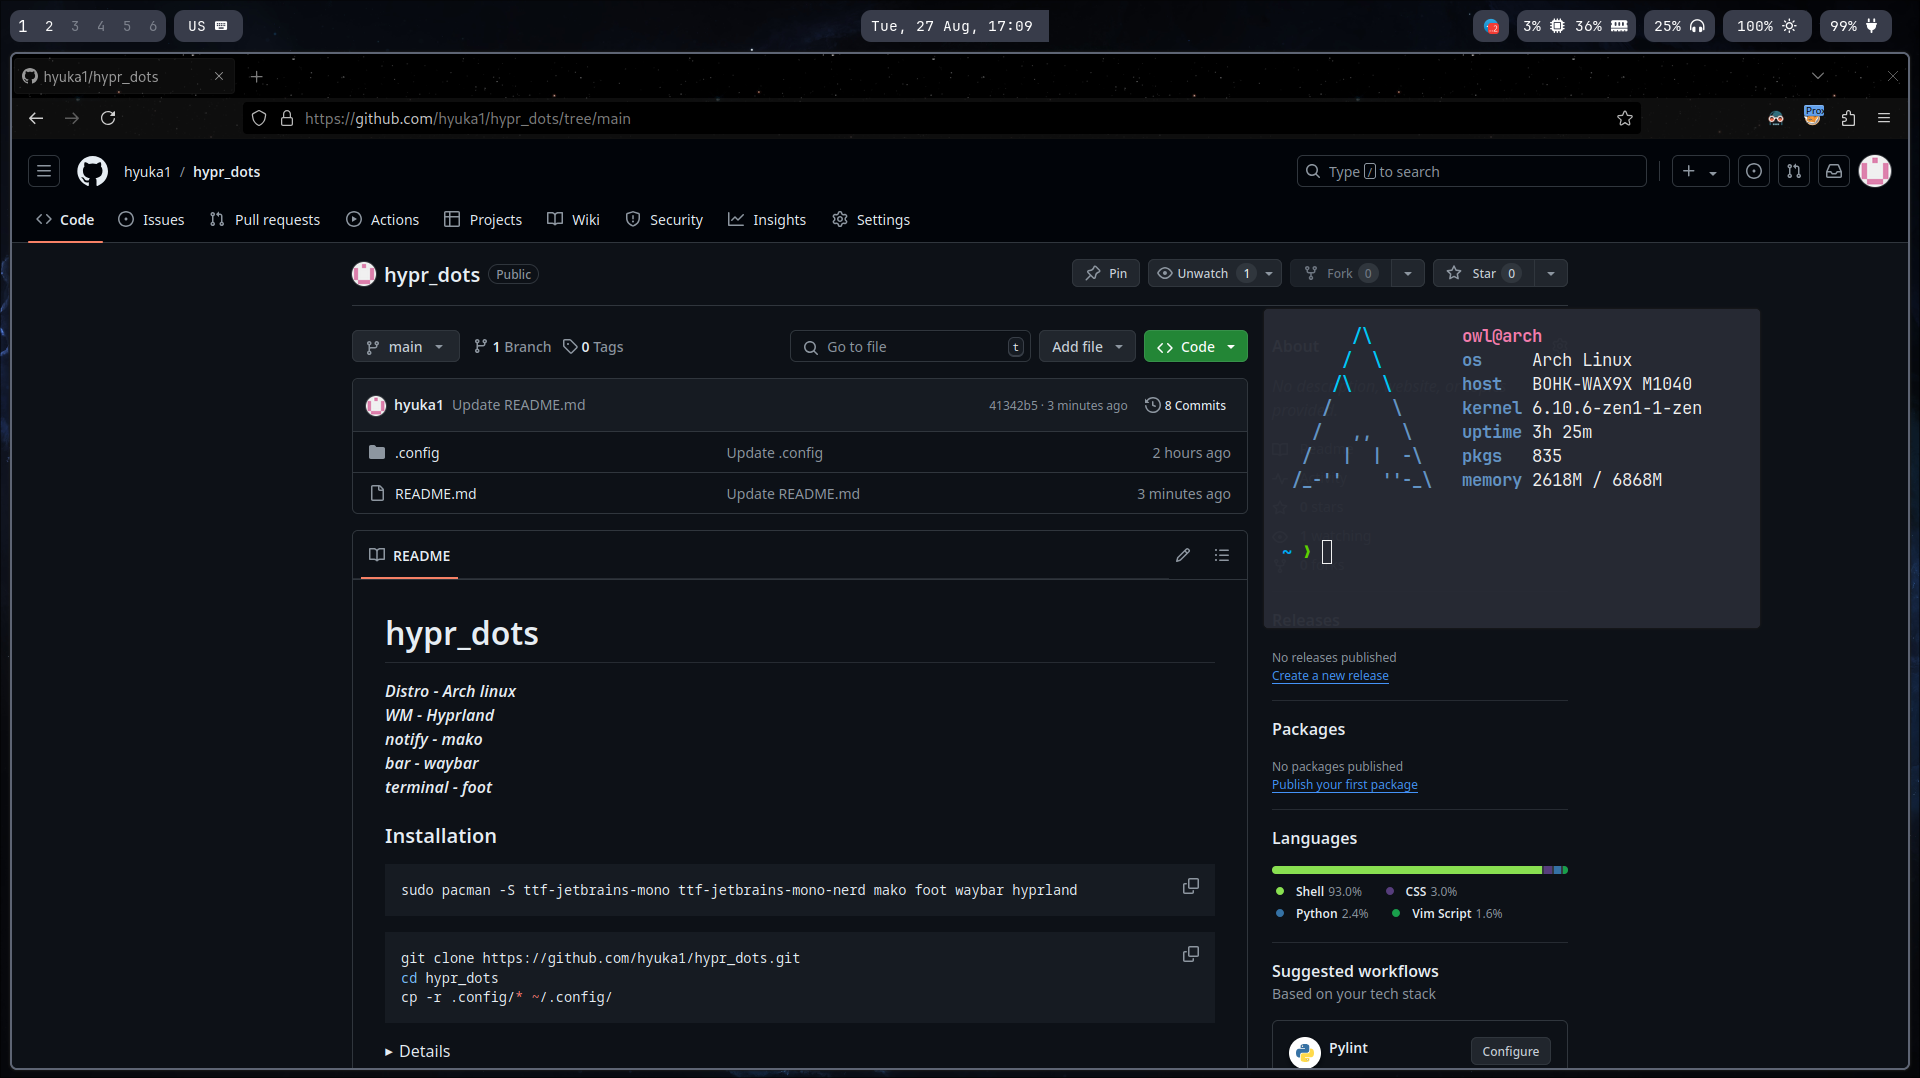 1 2 3 4 5 6 US
Tue, 27 Aug, 17:09
2 3% 36% 25% 100% 99%
hyuka1/hypr_dots
https://github.com/hyuka1/hypr_dots/tree/main
hyuka1 / hypr_dots
Type / to search
Code Issues Pull requests Actions Projects Wiki Security Insights Settings
hypr_dots Public
Pin Unwatch 1 Fork 0 Star 0
main 1 Branch 0 Tags Go to file t Add file <> Code
hyuka1 Update README.md 41342b5 · 3 minutes ago 8 Commits
.config Update .config 2 hours ago
README.md Update README.md 3 minutes ago
README
hypr_dots
Distro - Arch linux
WM - Hyprland
notify - mako
bar - waybar
terminal - foot
Installation
sudo pacman -S ttf-jetbrains-mono ttf-jetbrains-mono-nerd mako foot waybar hyprland
git clone https://github.com/hyuka1/hypr_dots.git
cd hypr_dots
cp -r .config/* ~/.config/
Details
About
owl@arch
os Arch Linux
host BOHK-WAX9X M1040
kernel 6.10.6-zen1-1-zen
uptime 3h 25m
pkgs 835
memory 2618M / 6868M
~ ❯
Releases
No releases published
Create a new release
Packages
No packages published
Publish your first package
Languages
Shell 93.0% CSS 3.0%
Python 2.4% Vim Script 1.6%
Suggested workflows
Based on your tech stack
Pylint Configure